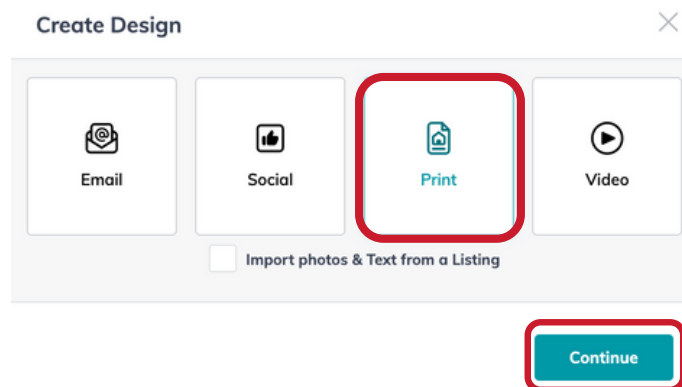 Create Design
Email
Social
Print
Video
Import photos & Text from a Listing
Continue